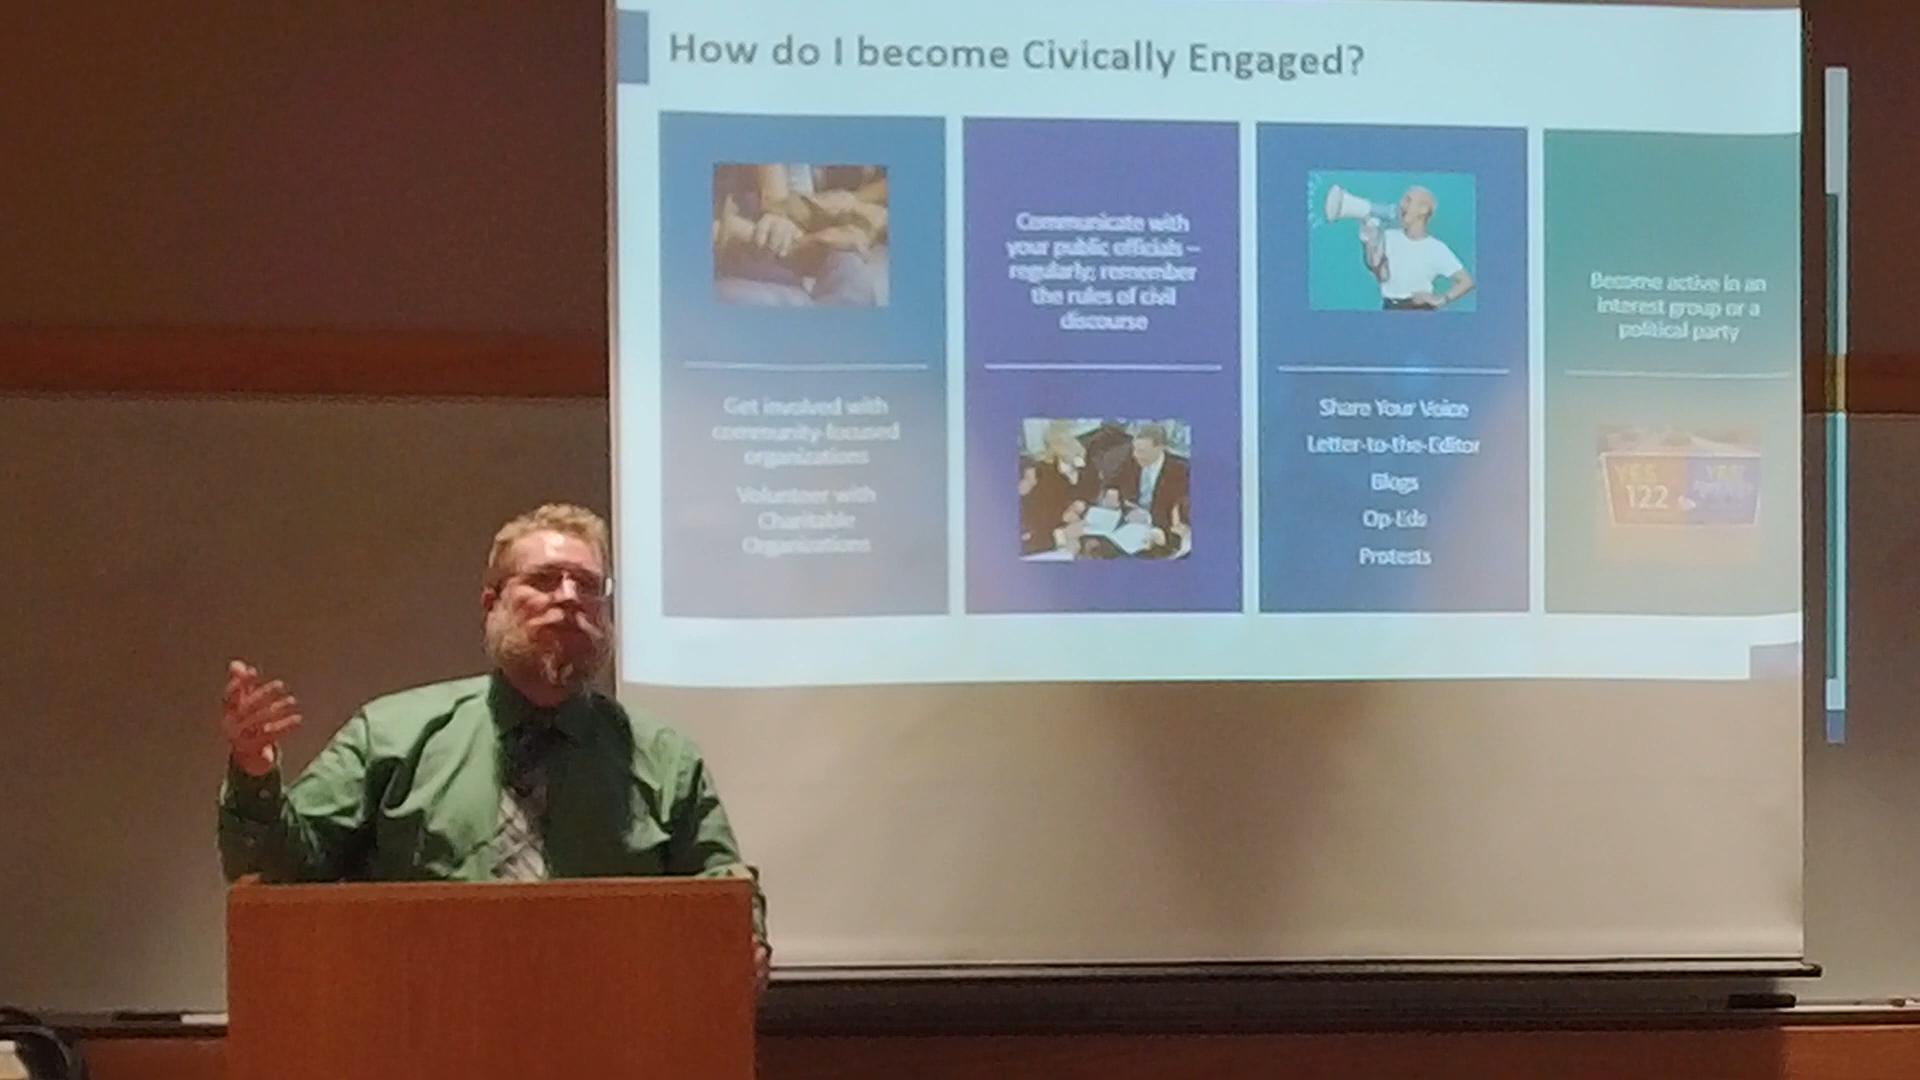 How do I become Civically Engaged?
Get involved with
community-focused
organizations
Volunteer with
Charitable
Organizations
Communicate with
your public officials –
regularly; remember
the rules of civil
discourse
Share Your Voice
Letter-to-the-Editor
Blogs
Op-Eds
Protests
Become active in an
interest group or a
political party
YES
122
YES